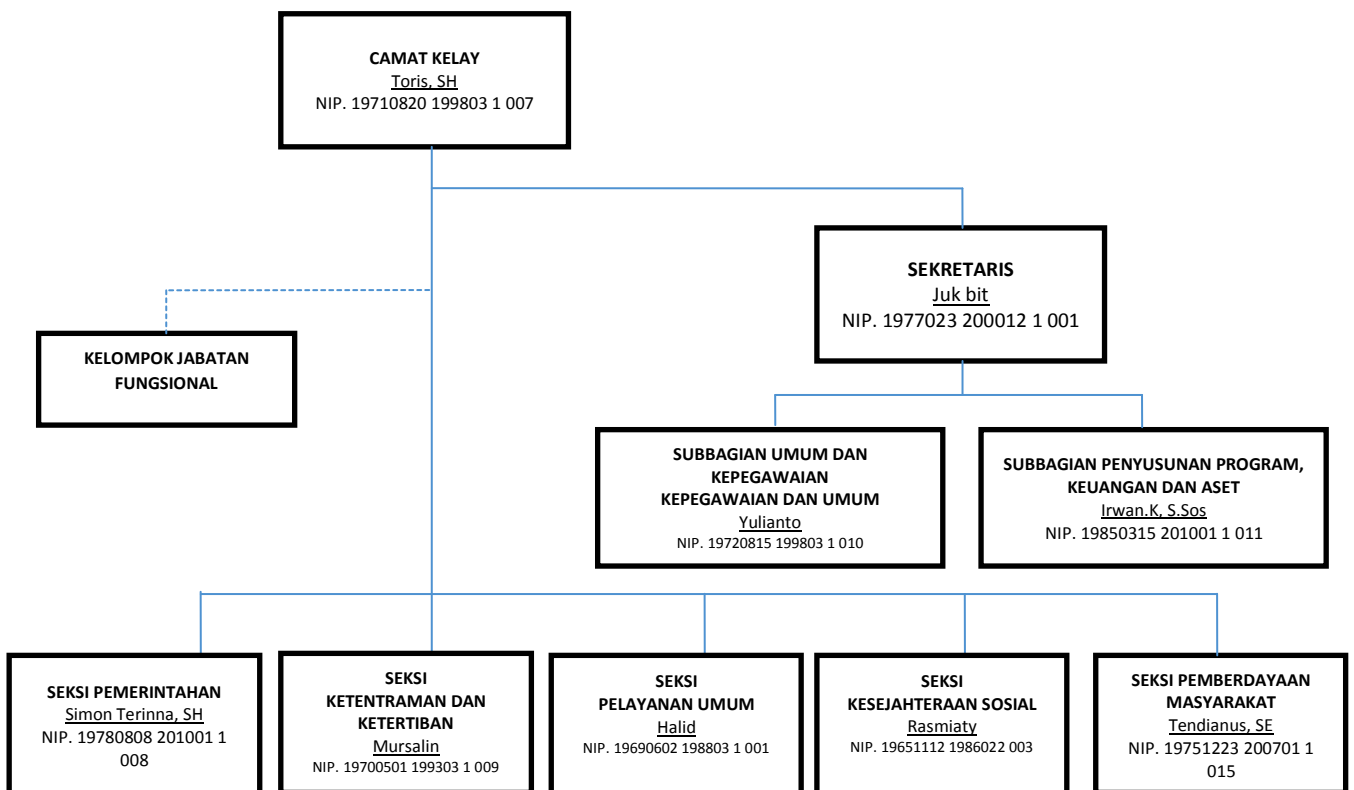 CAMAT KELAY
Toris, SH
NIP. 19710820 199803 1 007
SEKRETARIS
Juk bit
NIP. 1977023 200012 1 001
KELOMPOK JABATAN
FUNGSIONAL
SUBBAGIAN UMUM DAN
KEPEGAWAIAN
KEPEGAWAIAN DAN UMUM
Yulianto
NIP. 19720815 199803 1 010
SUBBAGIAN PENYUSUNAN PROGRAM,
KEUANGAN DAN ASET
Irwan.K, S.Sos
NIP. 19850315 201001 1 011
SEKSI PEMERINTAHAN
Simon Terinna, SH
NIP. 19780808 201001 1
008
SEKSI
KETENTRAMAN DAN
KETERTIBAN
Mursalin
NIP. 19700501 199303 1 009
SEKSI
PELAYANAN UMUM
Halid
NIP. 19690602 198803 1 001
SEKSI
KESEJAHTERAAN SOSIAL
Rasmiaty
NIP. 19651112 1986022 003
SEKSI PEMBERDAYAAN
MASYARAKAT
Tendianus, SE
NIP. 19751223 200701 1
015